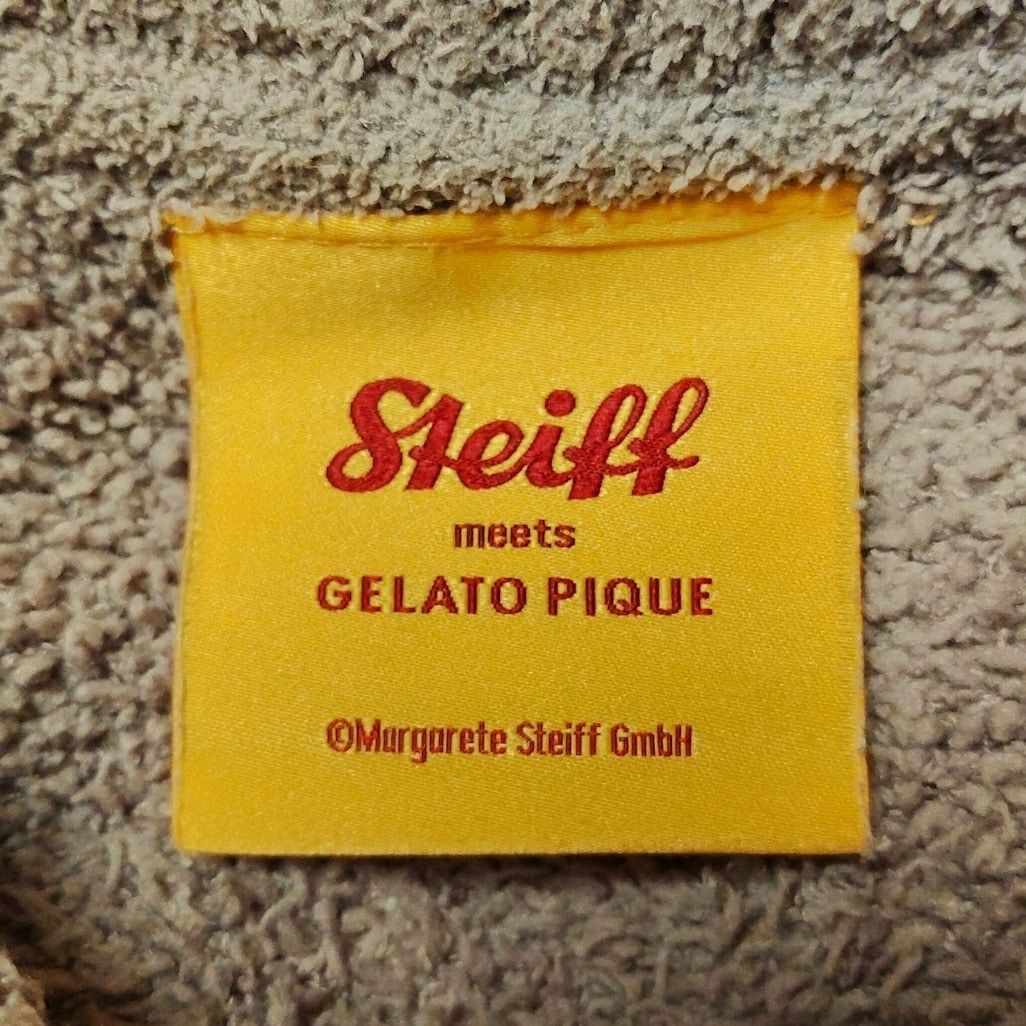 Steiff
meets
GELATO PIQUE
©Margarete Steiff GmbH